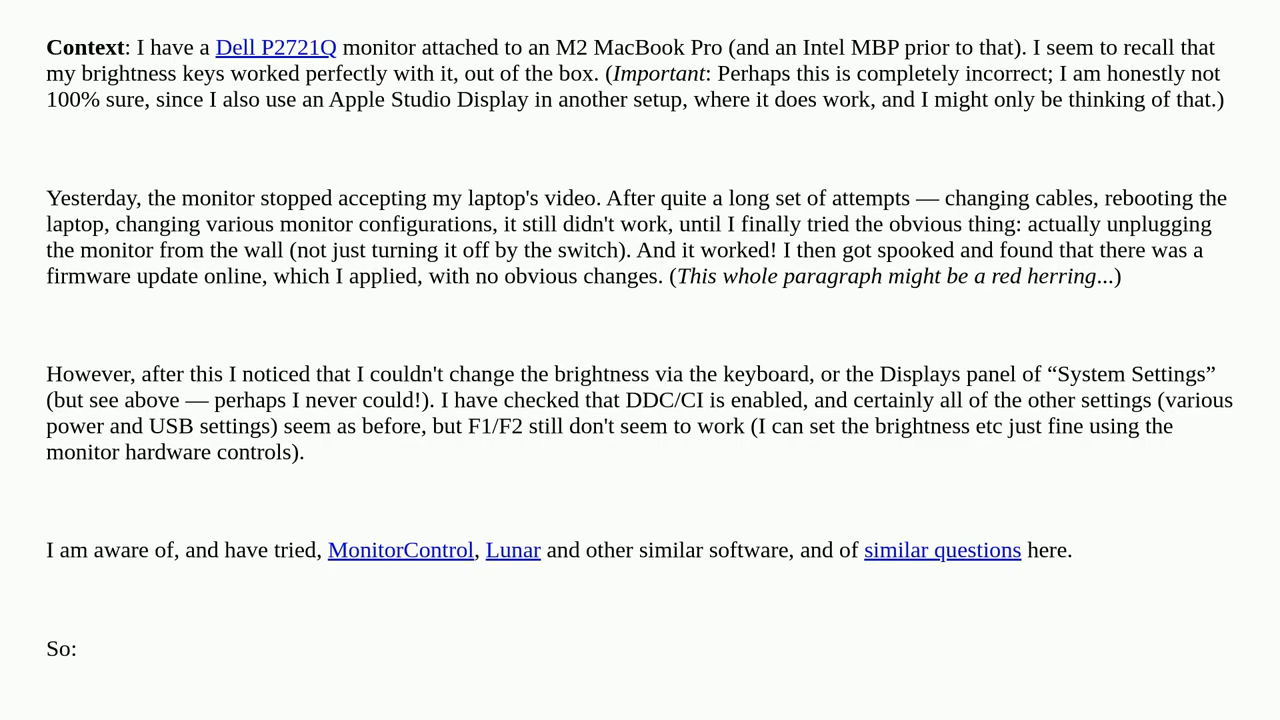 Context: I have a Dell P2721Q monitor attached to an M2 MacBook Pro (and an Intel MBP prior to that). I seem to recall that
my brightness keys worked perfectly with it, out of the box. (Important: Perhaps this is completely incorrect; I am honestly not
100% sure, since I also use an Apple Studio Display in another setup, where it does work, and I might only be thinking of that.)
Yesterday, the monitor stopped accepting my laptop's video. After quite a long set of attempts — changing cables, rebooting the
laptop, changing various monitor configurations, it still didn't work, until I finally tried the obvious thing: actually unplugging
the monitor from the wall (not just turning it off by the switch). And it worked! I then got spooked and found that there was a
firmware update online, which I applied, with no obvious changes. (This whole paragraph might be a red herring...)
However, after this I noticed that I couldn't change the brightness via the keyboard, or the Displays panel of “System Settings”
(but see above — perhaps I never could!). I have checked that DDC/CI is enabled, and certainly all of the other settings (various
power and USB settings) seem as before, but F1/F2 still don't seem to work (I can set the brightness etc just fine using the
monitor hardware controls).
I am aware of, and have tried, MonitorControl, Lunar and other similar software, and of similar questions here.
So: